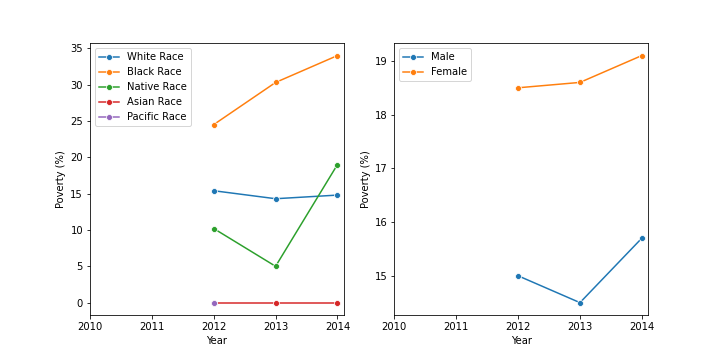 White Race
Black Race
Native Race
Asian Race
Pacific Race
35
30
25
20
15
10
5
0
Poverty (%)
2010 2011 2012 2013 2014
Year
Male
Female
19
18
17
16
15
Poverty (%)
2010 2011 2012 2013 2014
Year